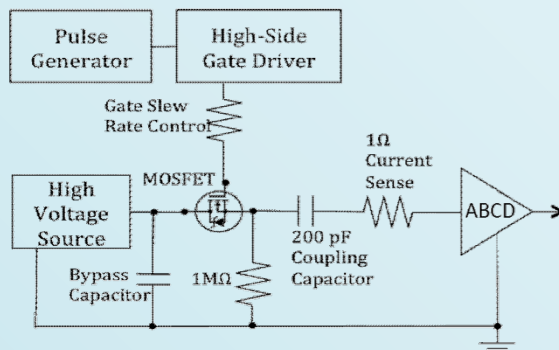 Pulse
Generator
High-Side
Gate Driver
Gate Slew
Rate Control
1Ω
Current
Sense
MOSFET
High
Voltage
Source
ABCD
200 pF
Coupling
Capacitor
Bypass
Capacitor
1MΩ